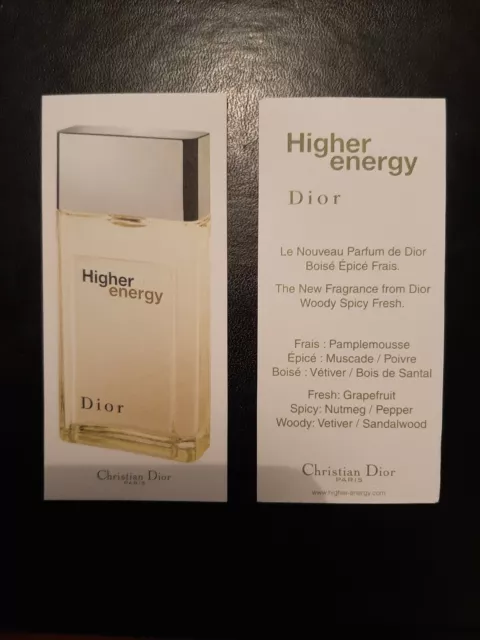 Higher
energy
Dior
Christian Dior
PARIS
Higher
energy
Dior
Le Nouveau Parfum de Dior
Boisé Épicé Frais.
The New Fragrance from Dior
Woody Spicy Fresh.
Frais : Pamplemousse
Épicé : Muscade / Poivre
Boisé : Vétiver / Bois de Santal
Fresh: Grapefruit
Spicy: Nutmeg / Pepper
Woody: Vetiver / Sandalwood
Christian Dior
PARIS
www.higher-energy.com